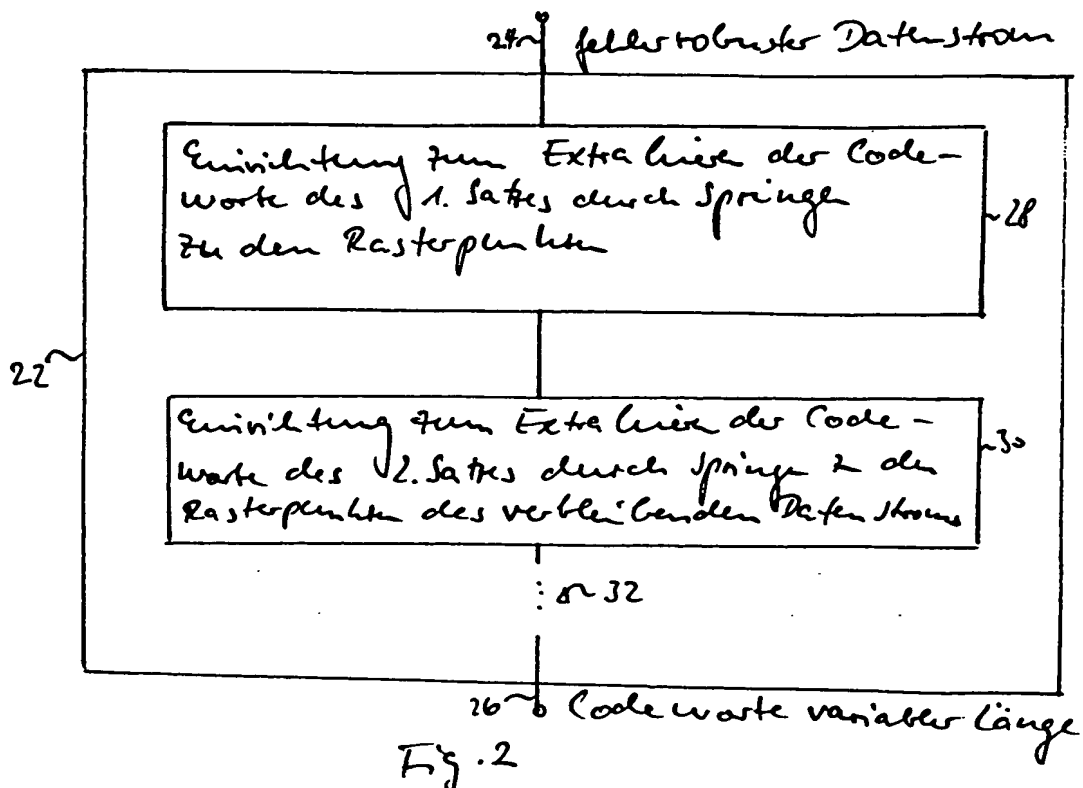 24 fehlerrobuster Datenstrom
Einrichtung zum Extrahieren der Code-
worte des 1. Satzes durch Springen
zu den Rasterpunkten
28
22
Einrichtung zum Extrahieren der Code-
worte des 2. Satzes durch Springen zu den
Rasterpunkten des verbleibenden Datenstroms
30
32
26 Codeworte variabler Länge
Fig. 2